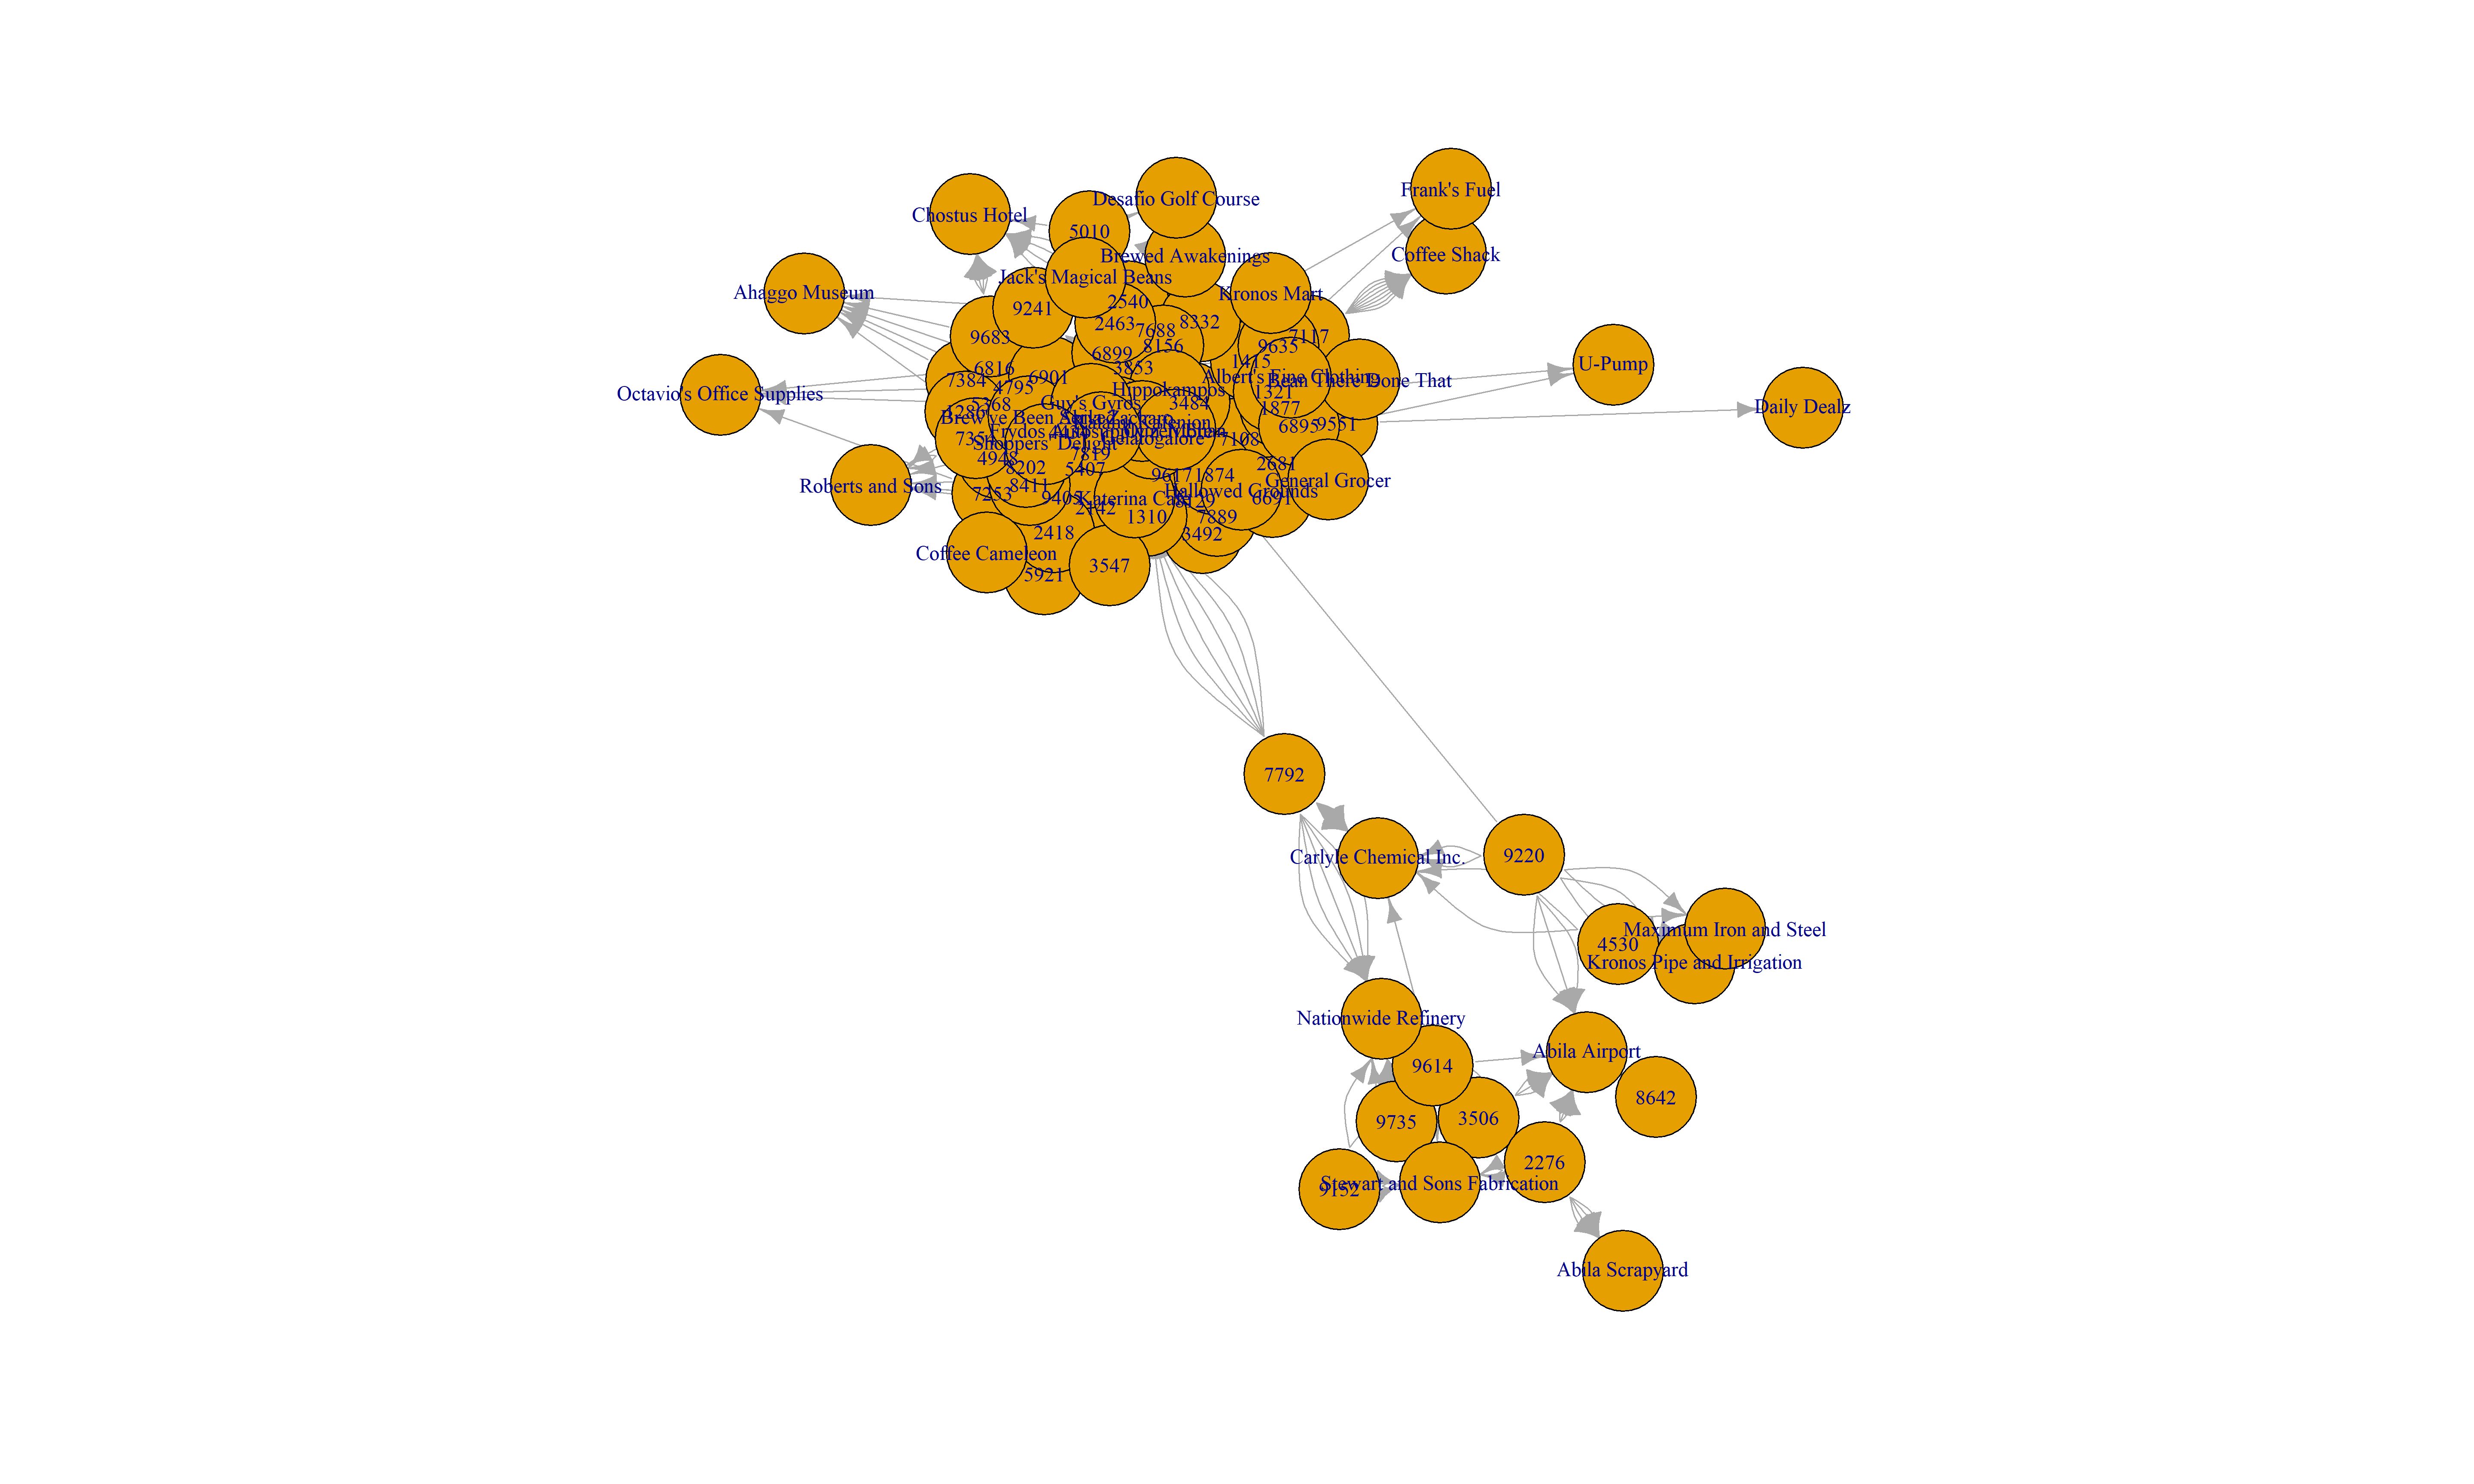 Frank's Fuel
Desafio Golf Course
Chostus Hotel
5010
Coffee Shack
Brewed Awakenings
Jack's Magical Beans
Ahaggo Museum
Kronos Mart
2540
9241
2463
8332
7688
7117
9683
8156
9635
6899
1415
U-Pump
3853
6816
6901
7384
4795
Albert's Fine Clothing
Bean There Done That
Hippokampos
1321
Octavio's Office Supplies
5368
Guy's Gyros
3484
1286
1877
Daily Dealz
Brew've Been Served
6895
9551
Frydos Autosupply n' More
7354
7108
Gelatogalore
Shoppers' Delight
7819
4948
8202
5407
2681
9617
1874
General Grocer
Roberts and Sons
8411
7253
9405
Katerina Café
Hallowed Grounds
6691
8129
2142
1310
7889
2418
3492
Coffee Cameleon
3547
5921
7792
Carlyle Chemical Inc.
9220
Maximum Iron and Steel
4530
Kronos Pipe and Irrigation
Nationwide Refinery
Abila Airport
9614
8642
9735
3506
2276
Stewart and Sons Fabrication
9152
Abila Scrapyard